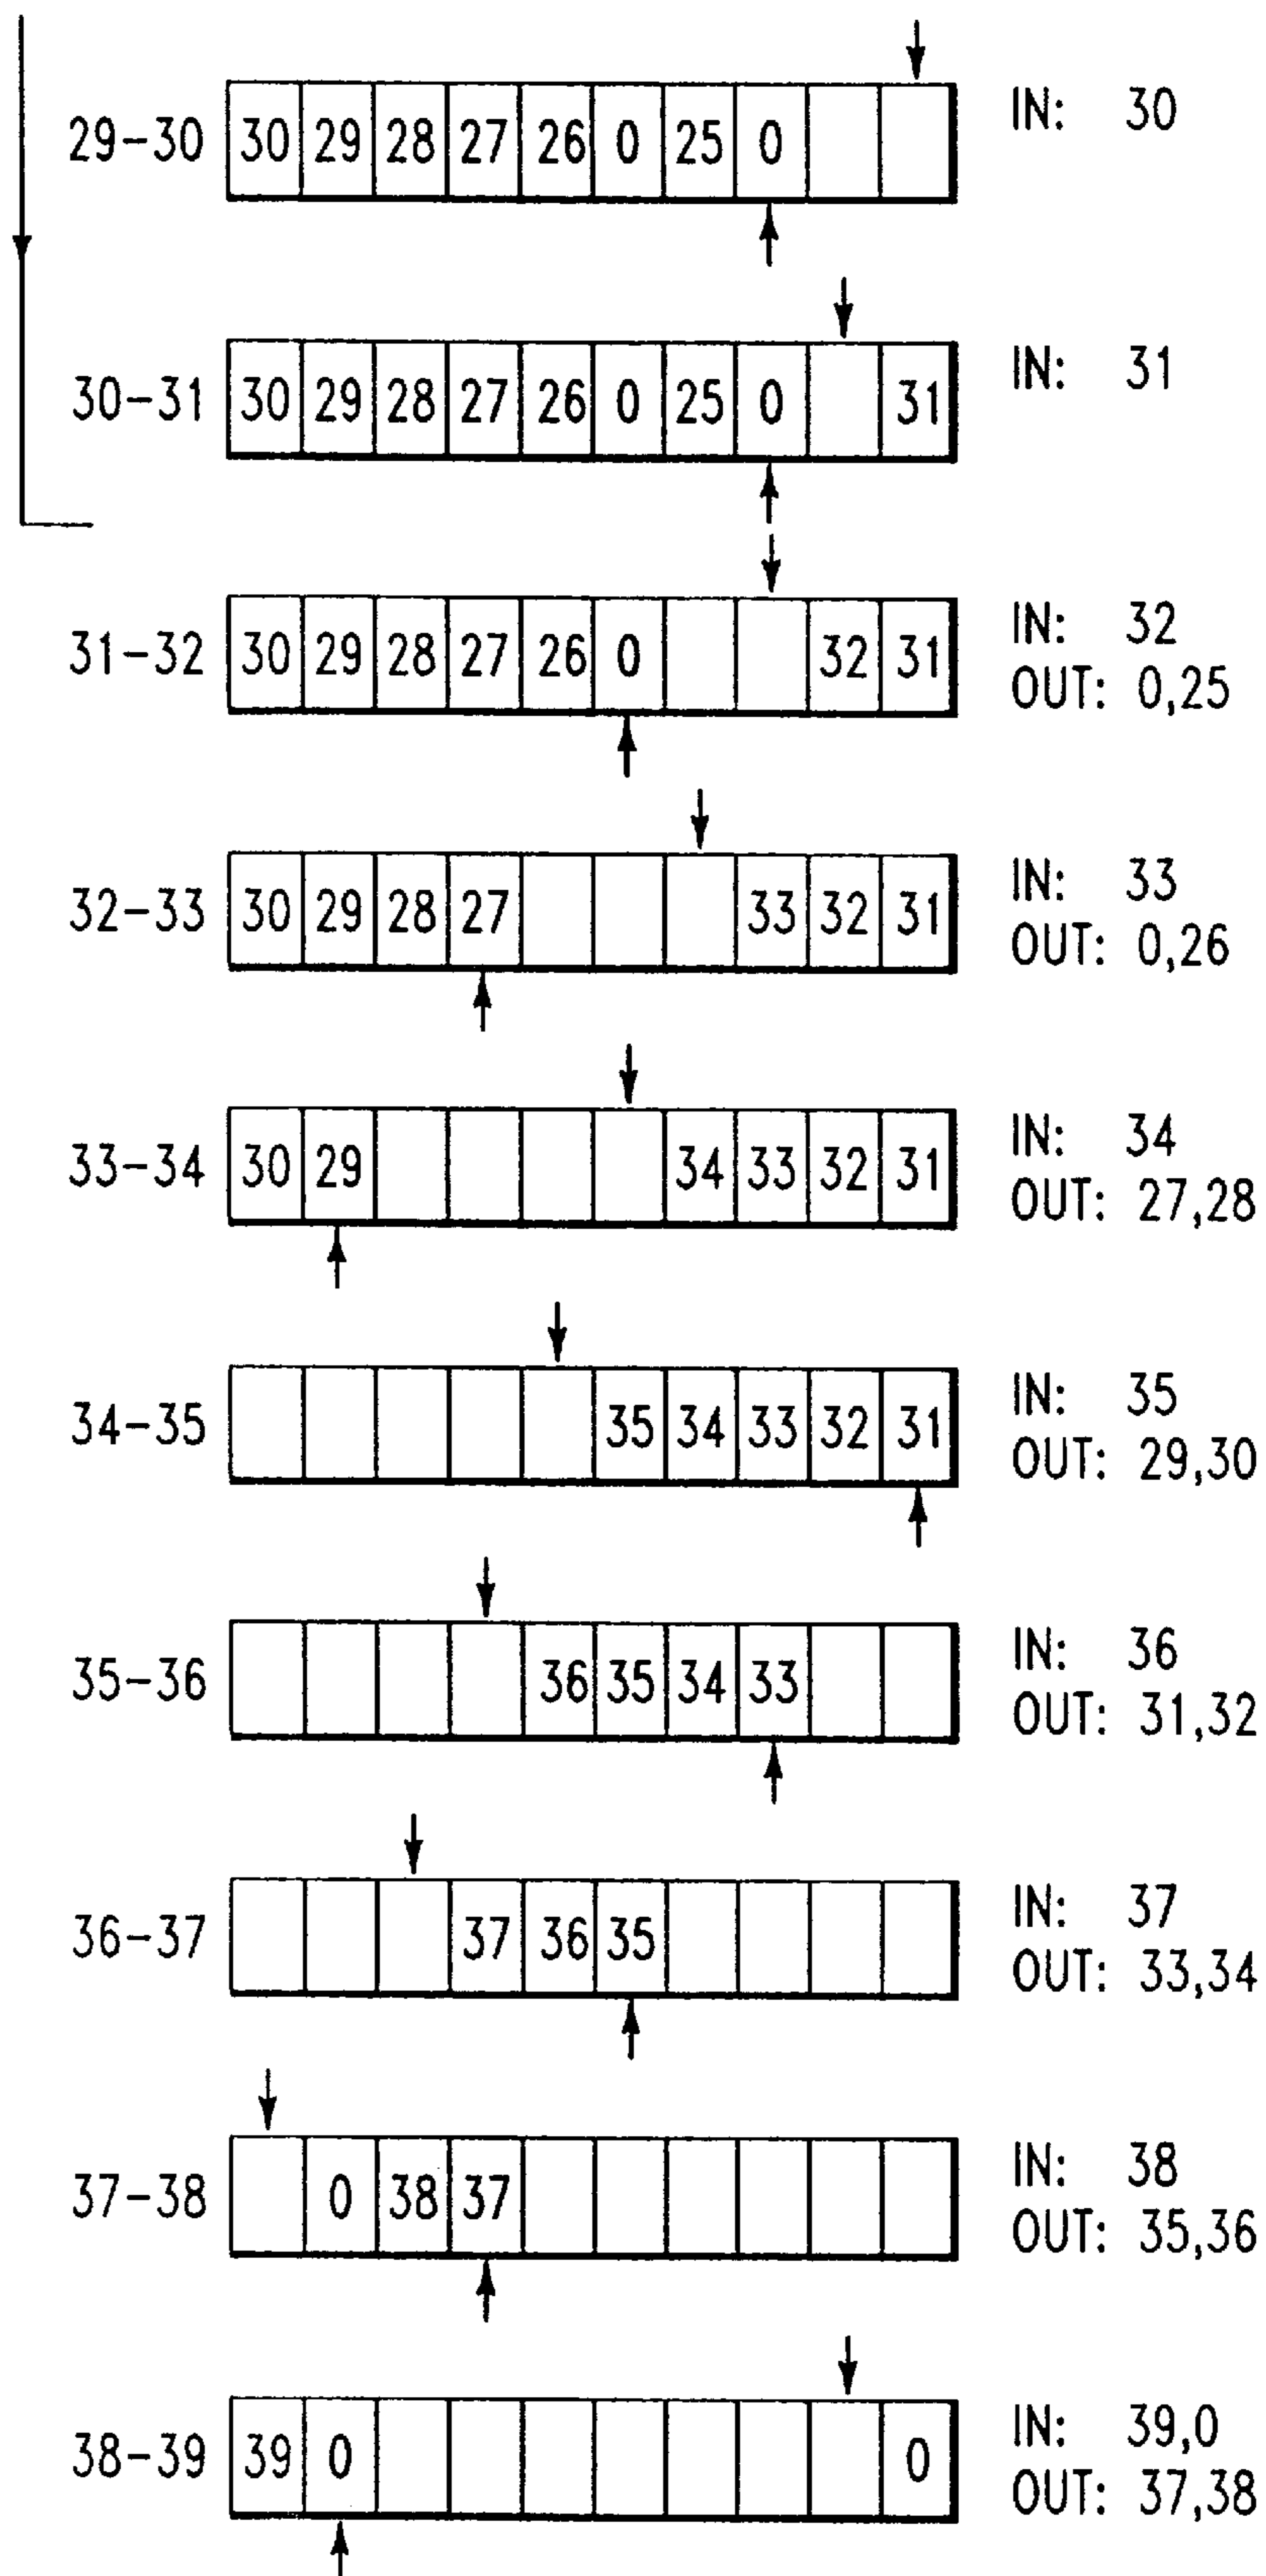 29-30 30 29 28 27 26 0 25 0 IN: 30
30-31 30 29 28 27 26 0 25 0 31 IN: 31
31-32 30 29 28 27 26 0 32 31 IN: 32
OUT: 0,25
32-33 30 29 28 27 33 32 31 IN: 33
OUT: 0,26
33-34 30 29 34 33 32 31 IN: 34
OUT: 27,28
34-35 35 34 33 32 31 IN: 35
OUT: 29,30
35-36 36 35 34 33 IN: 36
OUT: 31,32
36-37 37 36 35 IN: 37
OUT: 33,34
37-38 0 38 37 IN: 38
OUT: 35,36
38-39 39 0 0 IN: 39,0
OUT: 37,38